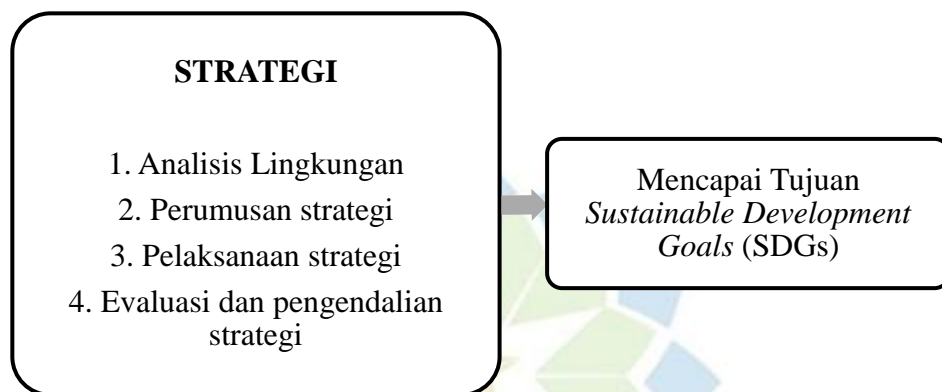 STRATEGI
1. Analisis Lingkungan
2. Perumusan strategi
3. Pelaksanaan strategi
4. Evaluasi dan pengendalian
strategi
Mencapai Tujuan
Sustainable Development
Goals (SDGs)